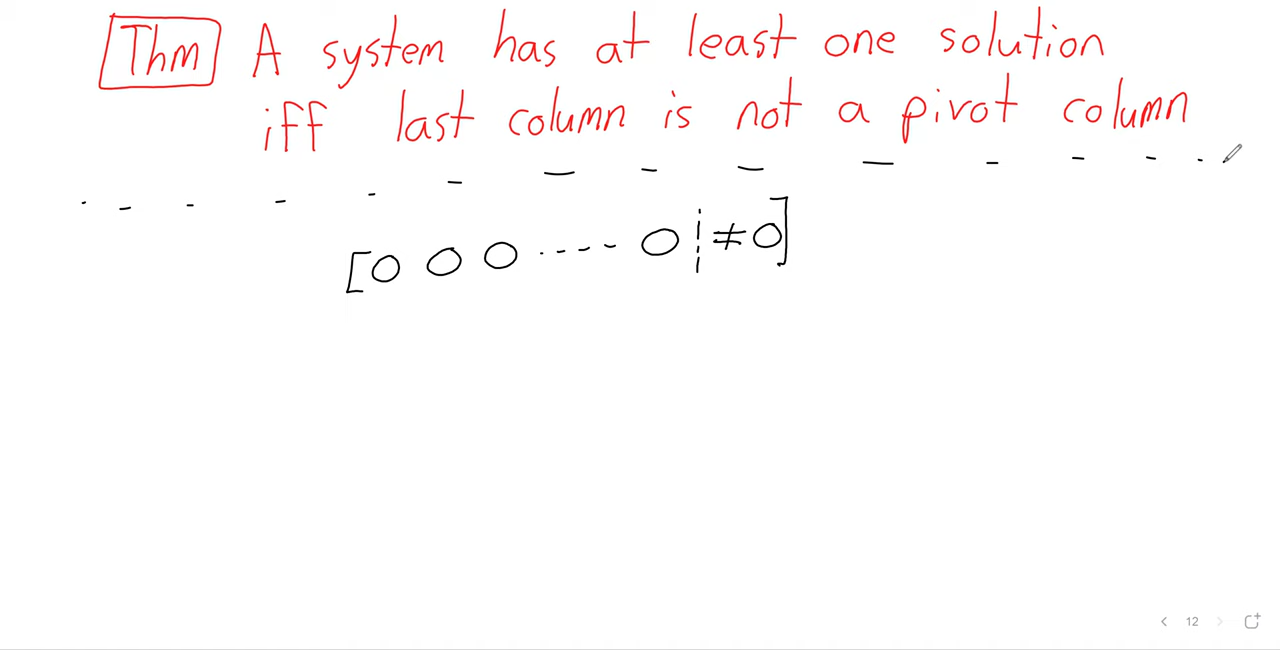 Thm A system has at least one solution
iff last column is not a pivot column
[0 0 0 ---- 0 ¦ ≠0]
12